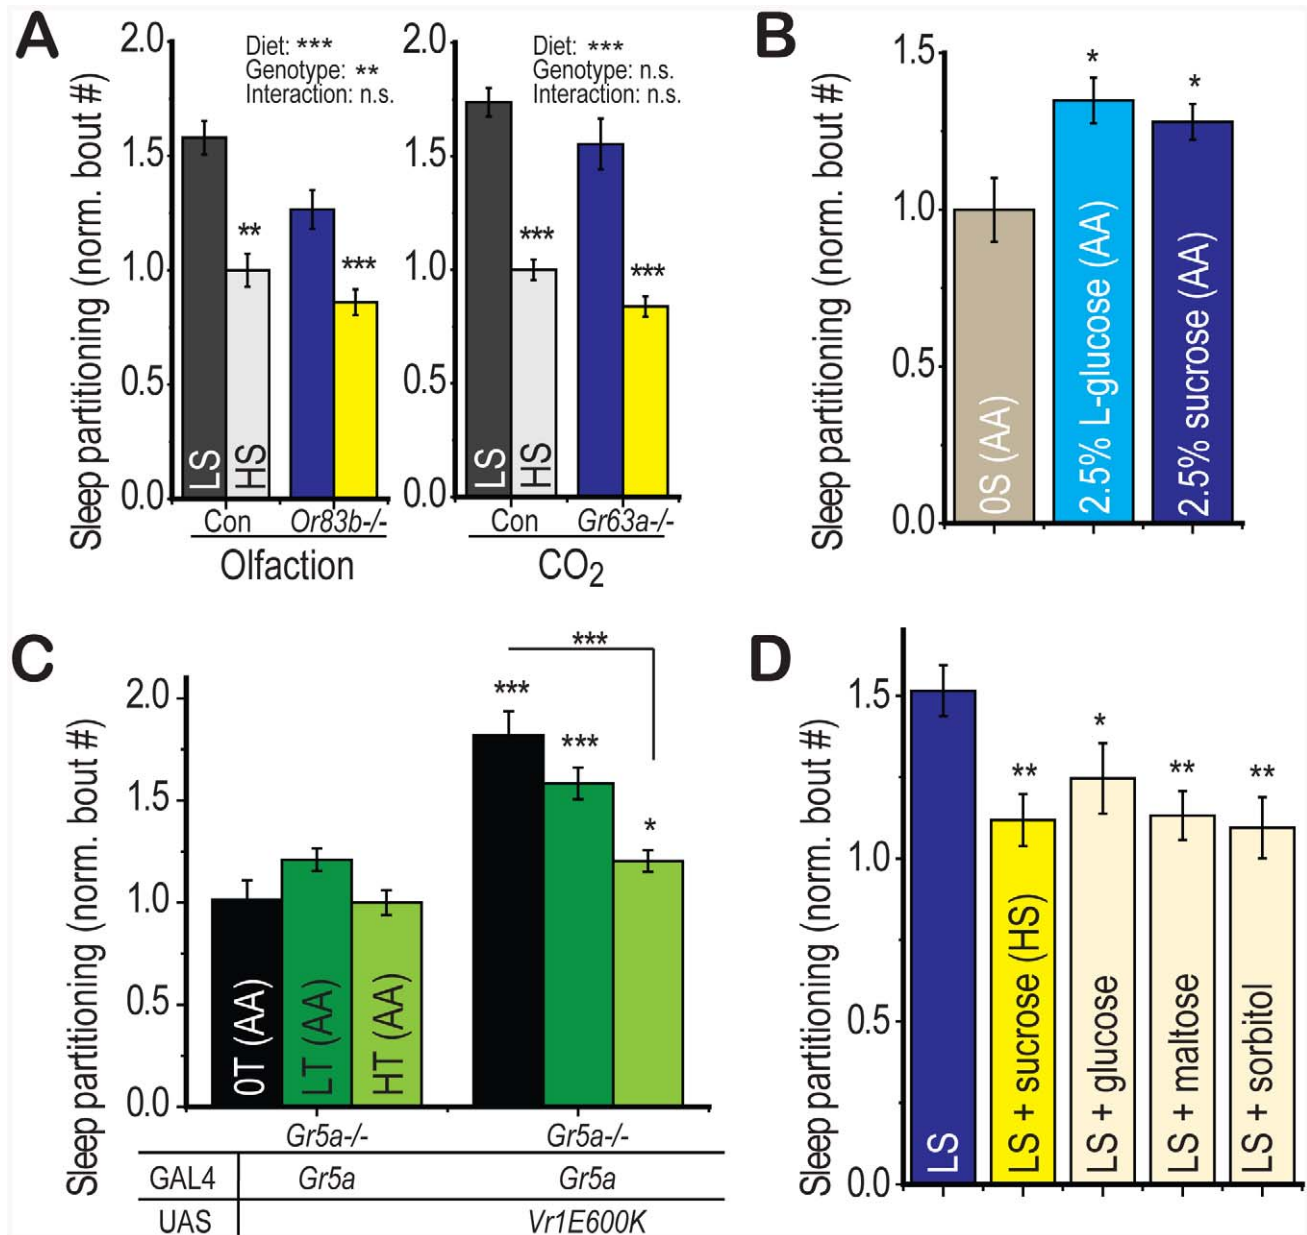 A
Sleep partitioning (norm. bout #)
2.0
1.5
1.0
0.5
0.0
Diet: ***
Genotype: **
Interaction: n.s.
**
***
LS
HS
Con
Or83b-/-
Olfaction
2.0
1.5
1.0
0.5
0.0
Diet: ***
Genotype: n.s.
Interaction: n.s.
***
***
LS
HS
Con
Gr63a-/-
CO2
B
Sleep partitioning (norm. bout #)
1.5
1.0
0.5
0.0
*
*
0S (AA)
2.5% L-glucose (AA)
2.5% sucrose (AA)
C
Sleep partitioning (norm. bout #)
2.0
1.5
1.0
0.5
0.0
***
***
***
*
0T (AA)
LT (AA)
HT (AA)
Gr5a-/-
Gr5a-/-
GAL4
Gr5a
Gr5a
UAS
Vr1E600K
D
Sleep partitioning (norm. bout #)
1.5
1.0
0.5
0.0
**
*
**
**
LS
LS + sucrose (HS)
LS + glucose
LS + maltose
LS + sorbitol